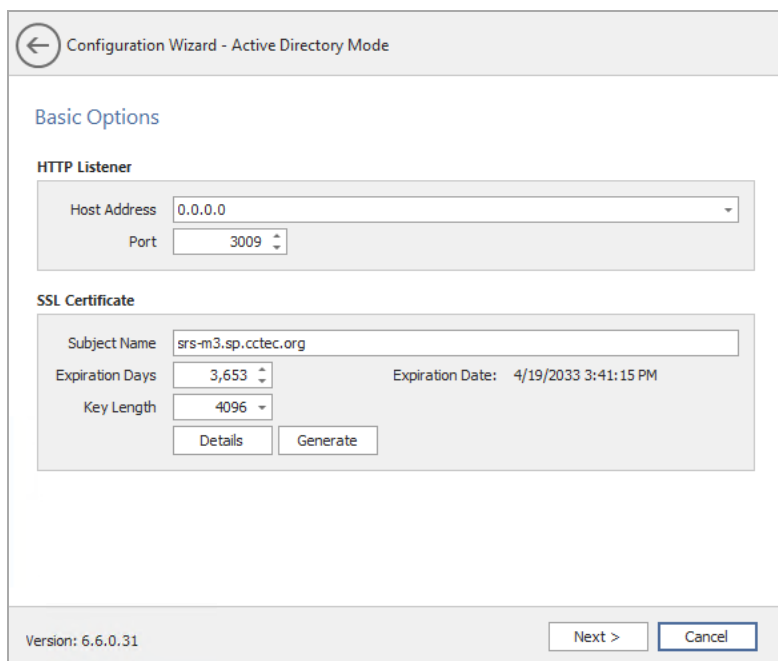 Configuration Wizard - Active Directory Mode
Basic Options
HTTP Listener
Host Address 0.0.0.0
Port 3009
SSL Certificate
Subject Name srs-m3.sp.cctec.org
Expiration Days 3,653 Expiration Date: 4/19/2033 3:41:15 PM
Key Length 4096
Details Generate
Version: 6.6.0.31 Next > Cancel